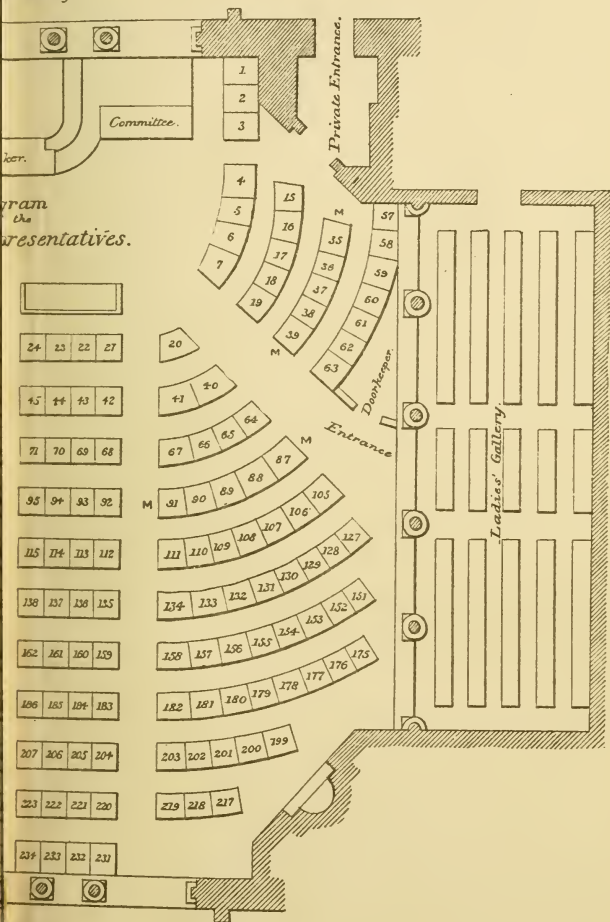 Private Entrance.
1
2
3
Committee.
ker.
gram
the
resentatives.
4
5
6
7
15
16
17
18
19
M
35
36
37
38
39
M
57
58
59
60
61
62
63
Doorkeeper.
Entrance
Ladies' Gallery.
24 23 22 21
20
45 44 43 42
41 40
71 70 69 68
67 66 65 64
M
95 94 93 92
M
91 90 89 88 87
115 114 113 112
111 110 109 108 107 106 105
138 137 136 135
134 133 132 131 130 129 128 127
162 161 160 159
158 157 156 155 154 153 152 151
186 185 184 183
182 181 180 179 178 177 176 175
207 206 205 204
203 202 201 200 199
223 222 221 220
219 218 217
234 233 232 231